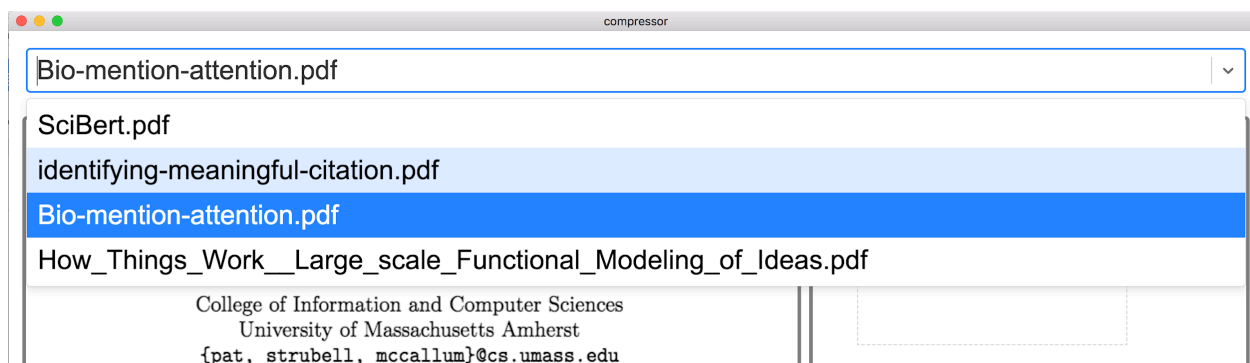 compressor
Bio-mention-attention.pdf
SciBert.pdf
identifying-meaningful-citation.pdf
Bio-mention-attention.pdf
How_Things_Work__Large_scale_Functional_Modeling_of_Ideas.pdf
College of Information and Computer Sciences
University of Massachusetts Amherst
{pat, strubell, mccallum}@cs.umass.edu